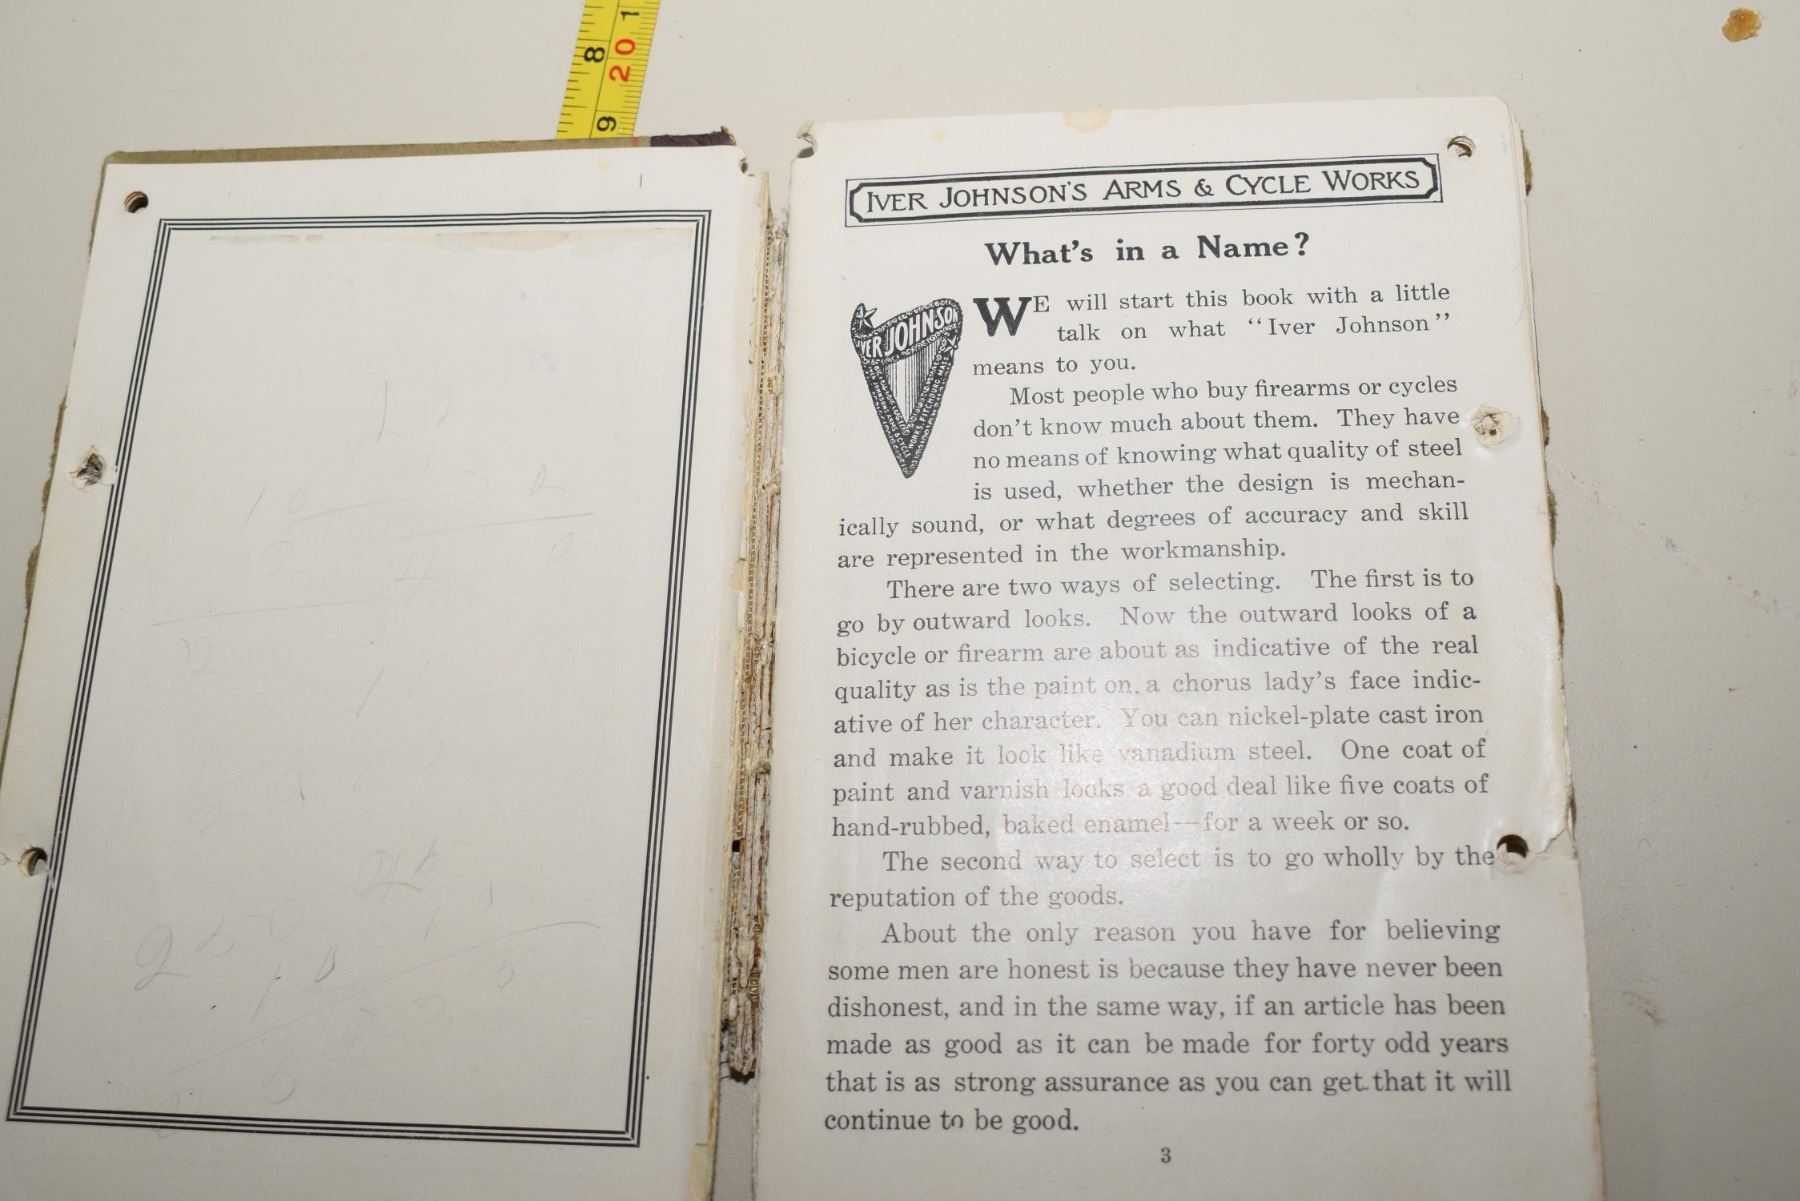 8
20
1
9
IVER JOHNSON'S ARMS & CYCLE WORKS
What's in a Name?
IVER JOHNSON
WE will start this book with a little
talk on what "Iver Johnson"
means to you.
Most people who buy firearms or cycles
don't know much about them. They have
no means of knowing what quality of steel
is used, whether the design is mechan-
ically sound, or what degrees of accuracy and skill
are represented in the workmanship.
There are two ways of selecting. The first is to
go by outward looks. Now the outward looks of a
bicycle or firearm are about as indicative of the real
quality as is the paint on a chorus lady's face indic-
ative of her character. You can nickel-plate cast iron
and make it look like vanadium steel. One coat of
paint and varnish looks a good deal like five coats of
hand-rubbed, baked enamel—for a week or so.
The second way to select is to go wholly by the
reputation of the goods.
About the only reason you have for believing
some men are honest is because they have never been
dishonest, and in the same way, if an article has been
made as good as it can be made for forty odd years
that is as strong assurance as you can get that it will
continue to be good.
3